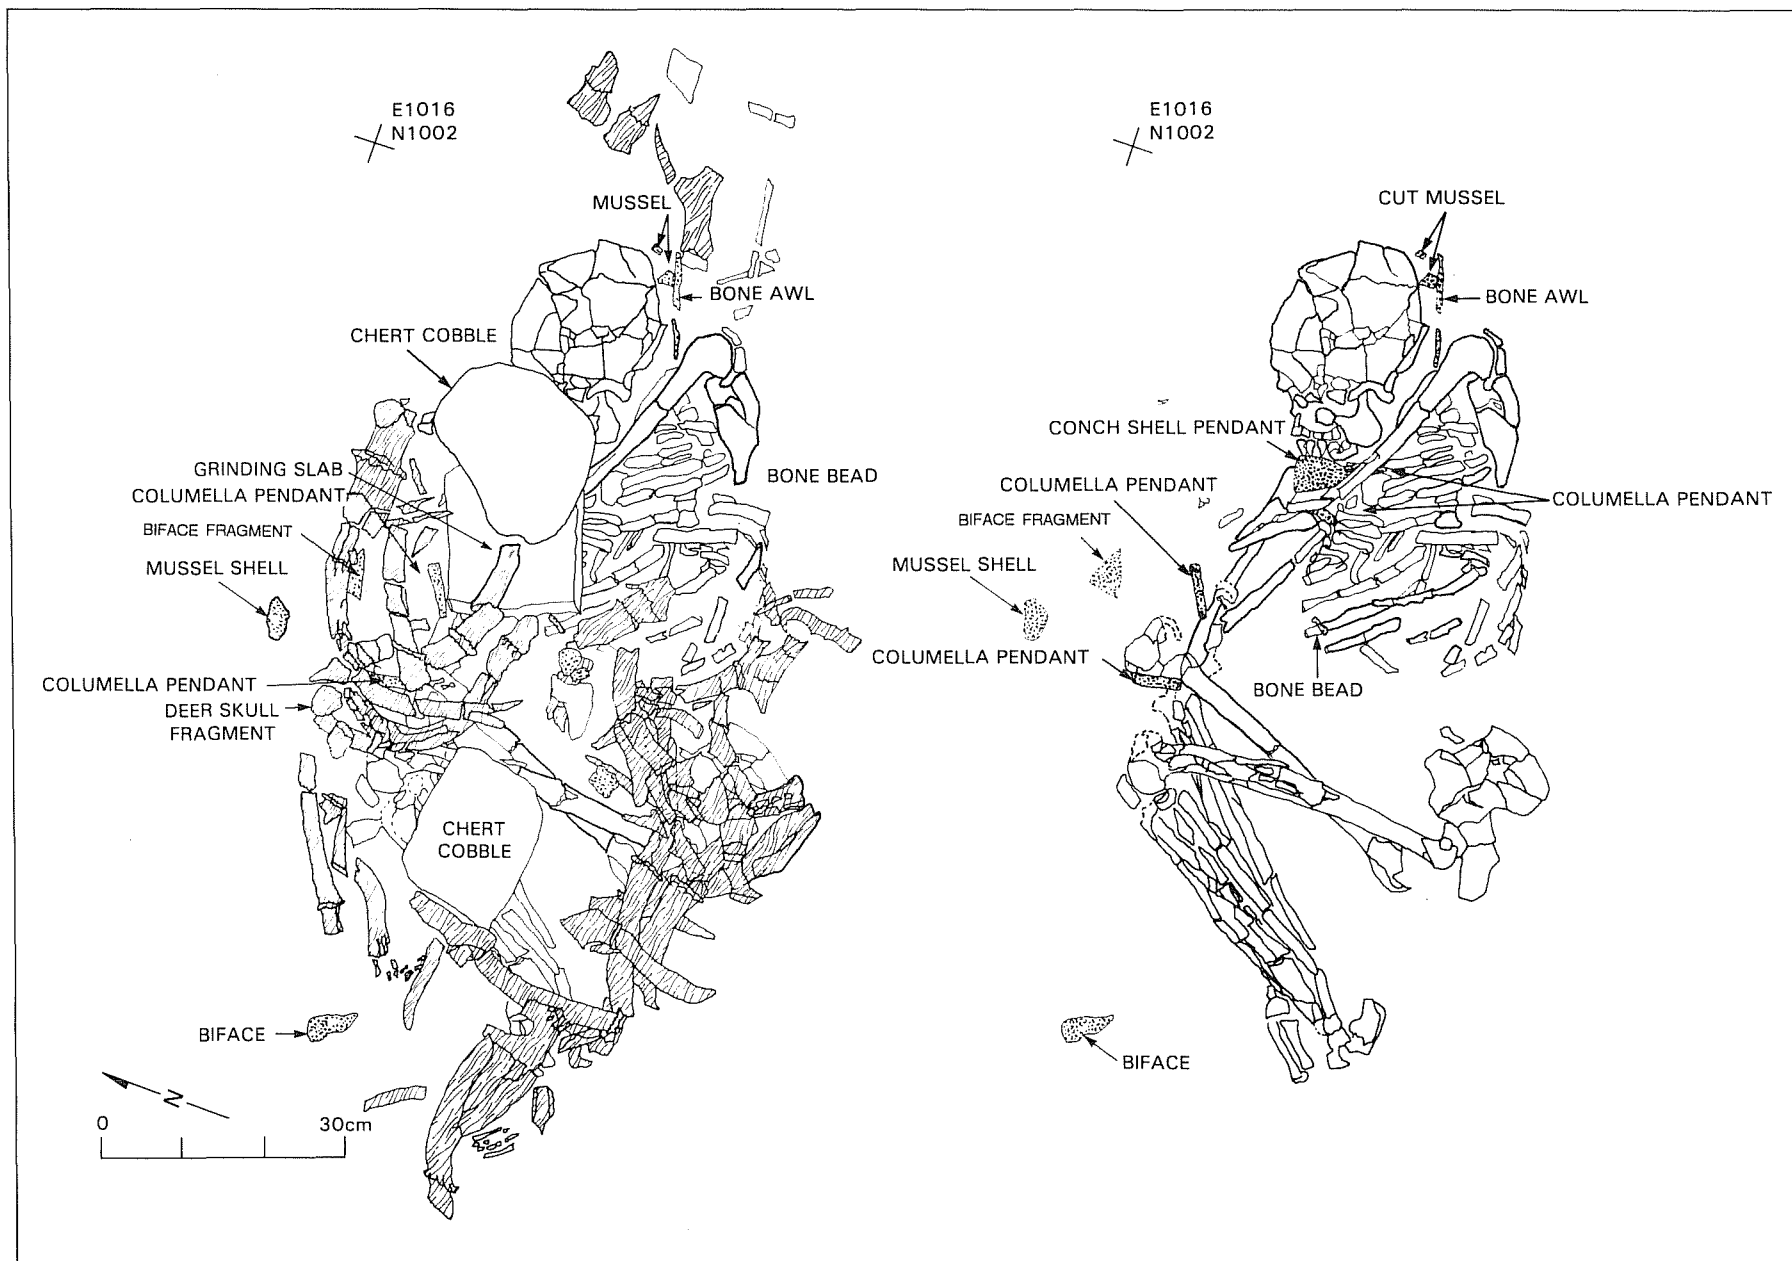 E1016
N1002
MUSSEL
BONE AWL
CHERT COBBLE
GRINDING SLAB
COLUMELLA PENDANT
BIFACE FRAGMENT
MUSSEL SHELL
BONE BEAD
COLUMELLA PENDANT
DEER SKULL
FRAGMENT
CHERT
COBBLE
BIFACE
N
0
30cm
E1016
N1002
CUT MUSSEL
BONE AWL
CONCH SHELL PENDANT
COLUMELLA PENDANT
COLUMELLA PENDANT
BIFACE FRAGMENT
MUSSEL SHELL
COLUMELLA PENDANT
BONE BEAD
BIFACE